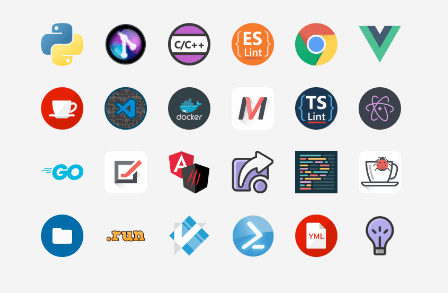 C/C++
ES
Lint
docker
TS
Lint
GO
.run
YML